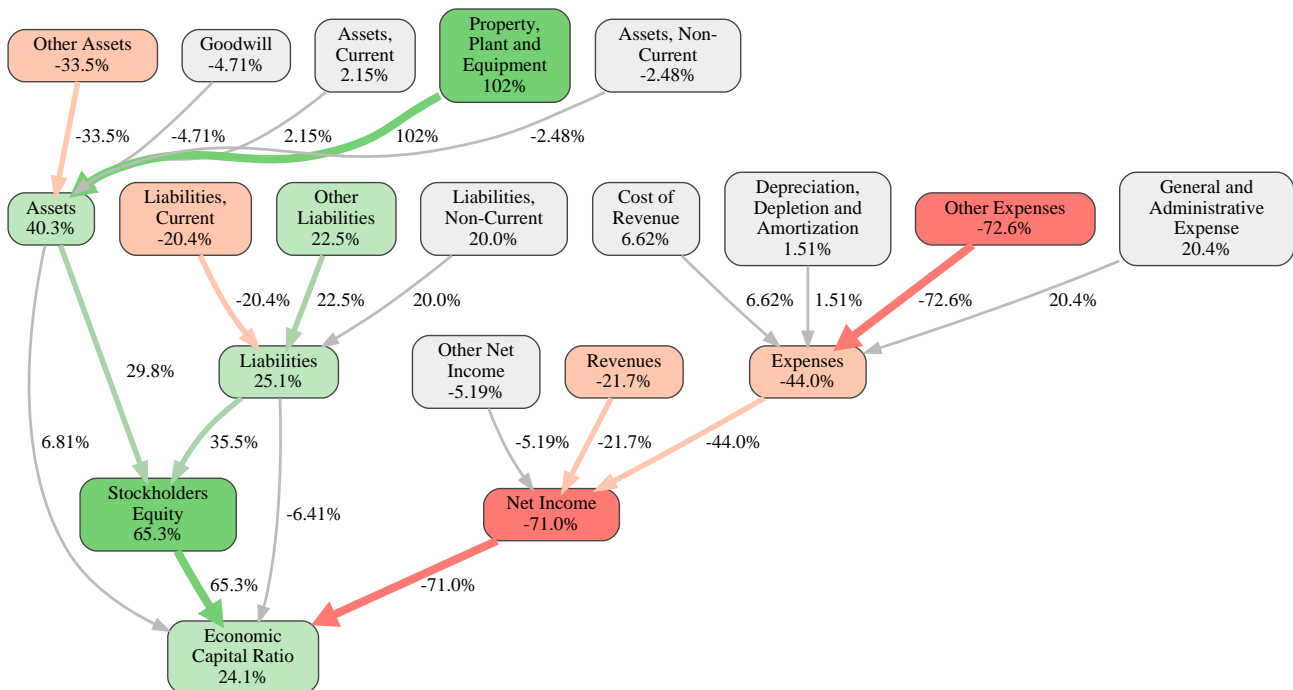 Other Assets
-33.5%
Goodwill
-4.71%
Assets,
Current
2.15%
Property,
Plant and
Equipment
102%
Assets, Non-
Current
-2.48%
-33.5%
-4.71%
2.15%
102%
-2.48%
Assets
40.3%
Liabilities,
Current
-20.4%
Other
Liabilities
22.5%
Liabilities,
Non-Current
20.0%
Cost of
Revenue
6.62%
Depreciation,
Depletion and
Amortization
1.51%
Other Expenses
-72.6%
General and
Administrative
Expense
20.4%
-20.4%
22.5%
20.0%
6.62%
1.51%
-72.6%
20.4%
Liabilities
25.1%
Other Net
Income
-5.19%
Revenues
-21.7%
Expenses
-44.0%
29.8%
6.81%
35.5%
-5.19%
-21.7%
-44.0%
Stockholders
Equity
65.3%
-6.41%
Net Income
-71.0%
65.3%
-71.0%
Economic
Capital Ratio
24.1%